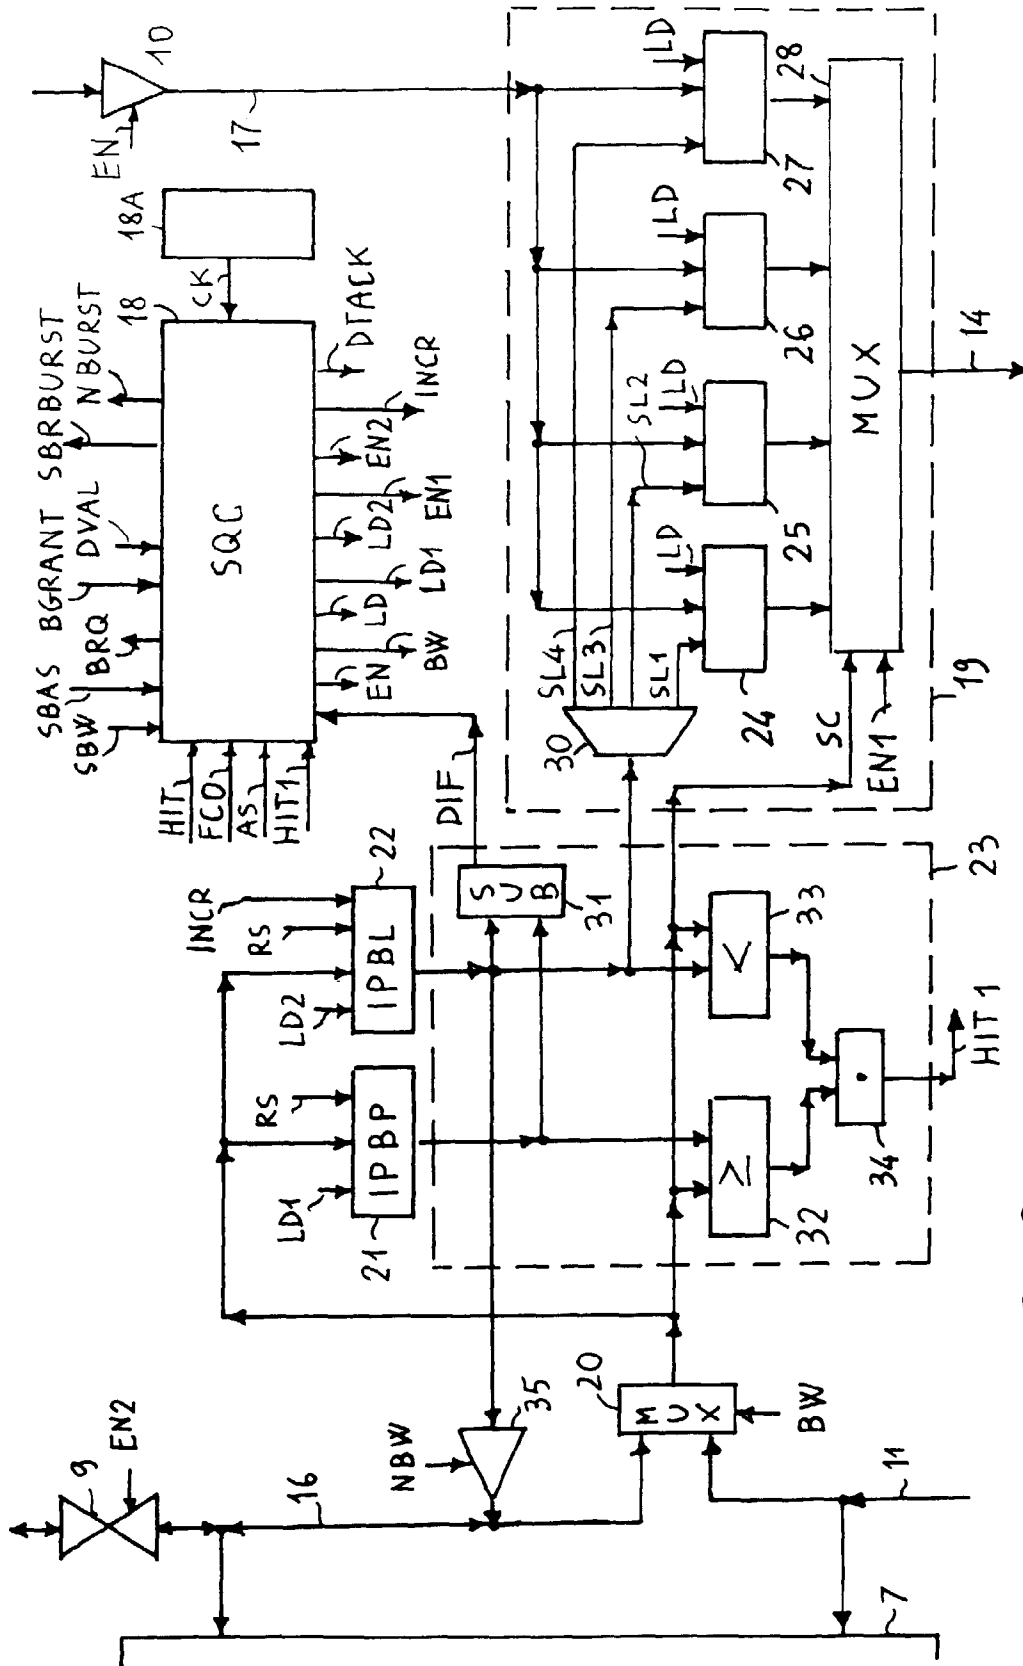 10
EN
17
18A
CK
18
SBAS
SBW
BRQ
BGRANT
DVAL
SBRBURST
NBURST
SQC
HIT
FCO
AS
HIT1
EN
BW
LD
LD1
LD2
EN1
EN2
INCR
DTACK
DIF
INCR
RS
LD2
IPBL
22
RS
LD1
IPBP
21
SUB
31
23
<
33
≥
32
.
34
HIT1
30
SL4
SL3
SL2
SL1
LD
24
LD
25
LD
26
LD
27
28
MUX
SC
EN1
19
14
9
EN2
16
NBW
35
20
MUX
BW
11
7